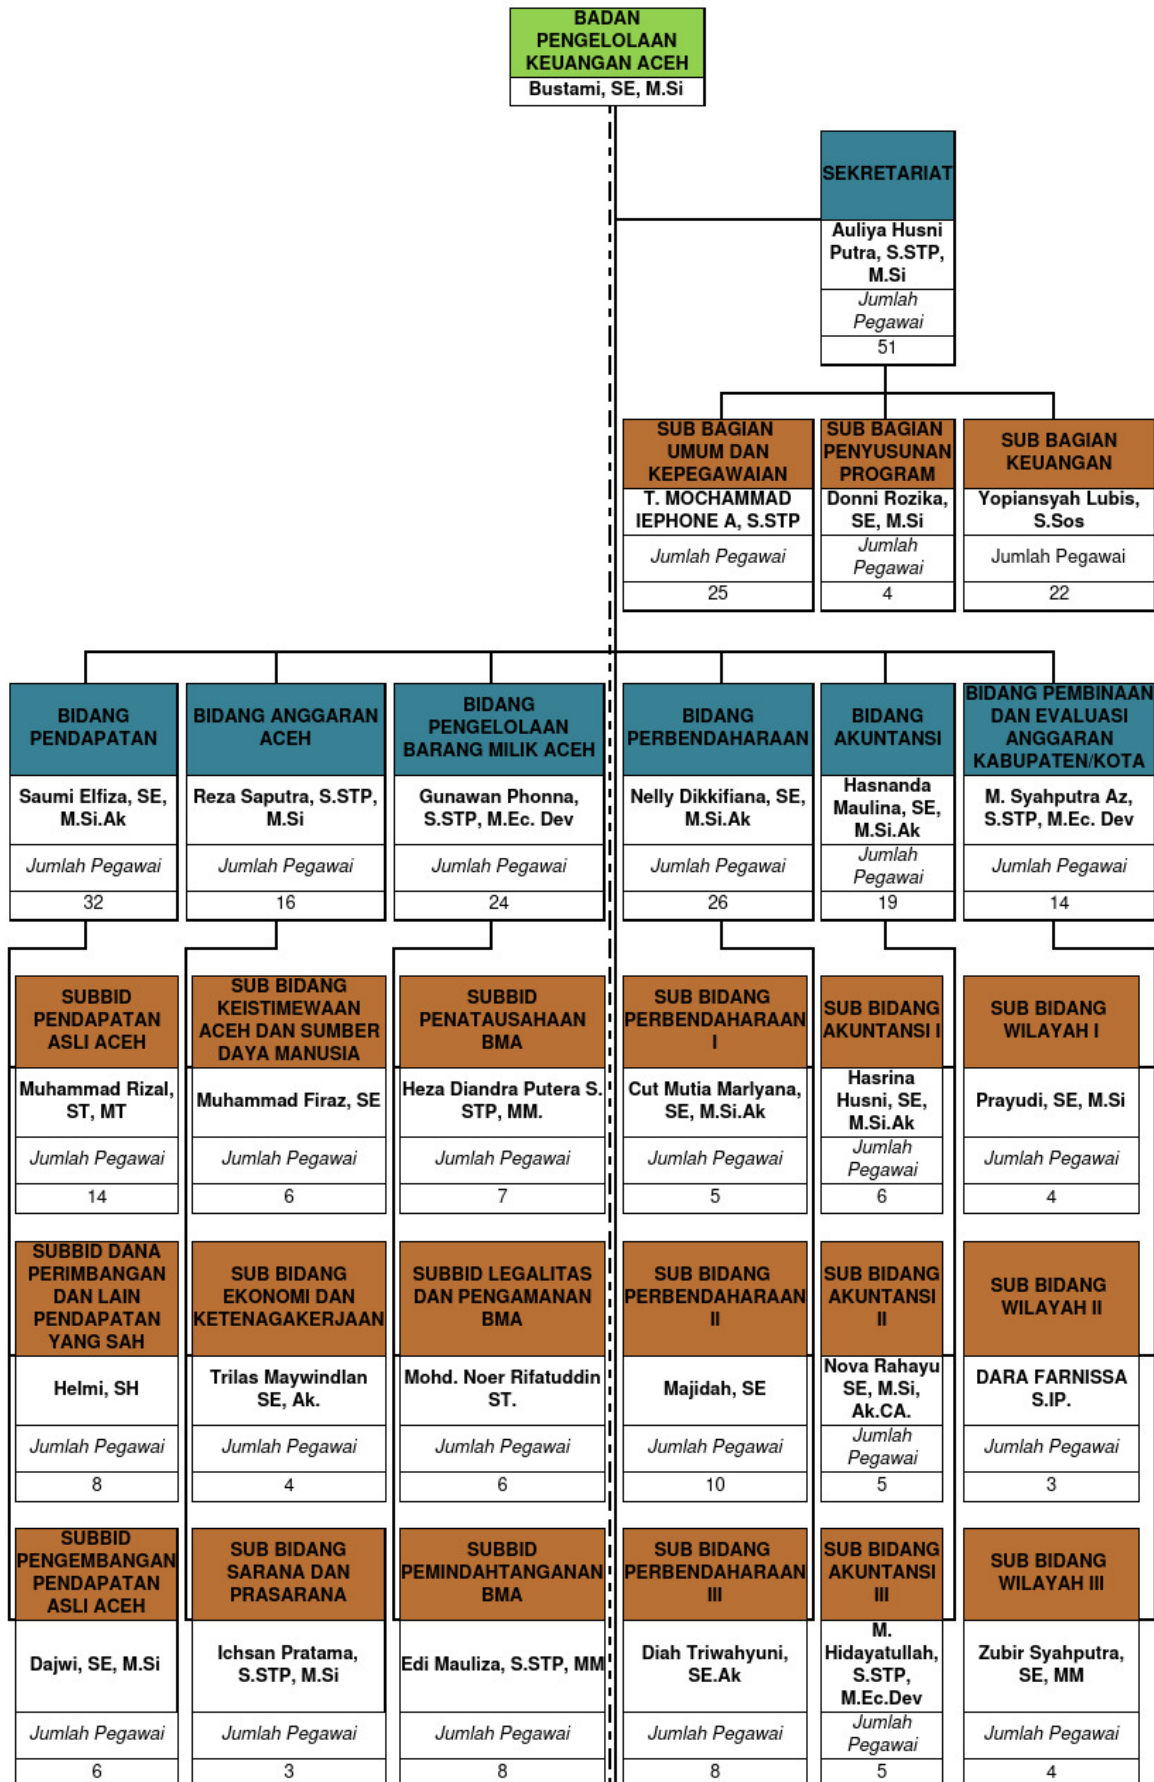 BADAN
PENGELOLAAN
KEUANGAN ACEH
Bustami, SE, M.Si
SEKRETARIAT
Auliya Husni
Putra, S.STP,
M.Si
Jumlah
Pegawai
51
SUB BAGIAN
UMUM DAN
KEPEGAWAIAN
T. MOCHAMMAD
IEPHONE A, S.STP
Jumlah Pegawai
25
SUB BAGIAN
PENYUSUNAN
PROGRAM
Donni Rozika,
SE, M.Si
Jumlah
Pegawai
4
SUB BAGIAN
KEUANGAN
Yopiansyah Lubis,
S.Sos
Jumlah Pegawai
22
BIDANG
PENDAPATAN
Saumi Elfiza, SE,
M.Si.Ak
Jumlah Pegawai
32
BIDANG ANGGARAN
ACEH
Reza Saputra, S.STP,
M.Si
Jumlah Pegawai
16
BIDANG
PENGELOLAAN
BARANG MILIK ACEH
Gunawan Phonna,
S.STP, M.Ec. Dev
Jumlah Pegawai
24
BIDANG
PERBENDAHARAAN
Nelly Dikkifiana, SE,
M.Si.Ak
Jumlah Pegawai
26
BIDANG
AKUNTANSI
Hasnanda
Maulina, SE,
M.Si.Ak
Jumlah
Pegawai
19
BIDANG PEMBINAAN
DAN EVALUASI
ANGGARAN
KABUPATEN/KOTA
M. Syahputra Az,
S.STP, M.Ec. Dev
Jumlah Pegawai
14
SUBBID
PENDAPATAN
ASLI ACEH
Muhammad Rizal,
ST, MT
Jumlah Pegawai
14
SUB BIDANG
KEISTIMEWAAN
ACEH DAN SUMBER
DAYA MANUSIA
Muhammad Firaz, SE
Jumlah Pegawai
6
SUBBID
PENATAUSAHAAN
BMA
Heza Diandra Putera S.
STP, MM.
Jumlah Pegawai
7
SUB BIDANG
PERBENDAHARAAN
I
Cut Mutia Marlyana,
SE, M.Si.Ak
Jumlah Pegawai
5
SUB BIDANG
AKUNTANSI I
Hasrina
Husni, SE,
M.Si.Ak
Jumlah
Pegawai
6
SUB BIDANG
WILAYAH I
Prayudi, SE, M.Si
Jumlah Pegawai
4
SUBBID DANA
PERIMBANGAN
DAN LAIN
PENDAPATAN
YANG SAH
Helmi, SH
Jumlah Pegawai
8
SUB BIDANG
EKONOMI DAN
KETENAGAKERJAAN
Trilas Maywindlan
SE, Ak.
Jumlah Pegawai
4
SUBBID LEGALITAS
DAN PENGAMANAN
BMA
Mohd. Noer Rifatuddin
ST.
Jumlah Pegawai
6
SUB BIDANG
PERBENDAHARAAN
II
Majidah, SE
Jumlah Pegawai
10
SUB BIDANG
AKUNTANSI
II
Nova Rahayu
SE, M.Si,
Ak.CA.
Jumlah
Pegawai
5
SUB BIDANG
WILAYAH II
DARA FARNISSA
S.IP.
Jumlah Pegawai
3
SUBBID
PENGEMBANGAN
PENDAPATAN
ASLI ACEH
Dajwi, SE, M.Si
Jumlah Pegawai
6
SUB BIDANG
SARANA DAN
PRASARANA
Ichsan Pratama,
S.STP, M.Si
Jumlah Pegawai
3
SUBBID
PEMINDAHTANGANAN
BMA
Edi Mauliza, S.STP, MM
Jumlah Pegawai
8
SUB BIDANG
PERBENDAHARAAN
III
Diah Triwahyuni,
SE.Ak
Jumlah Pegawai
8
SUB BIDANG
AKUNTANSI
III
M.
Hidayatullah,
S.STP,
M.Ec.Dev
Jumlah
Pegawai
5
SUB BIDANG
WILAYAH III
Zubir Syahputra,
SE, MM
Jumlah Pegawai
4